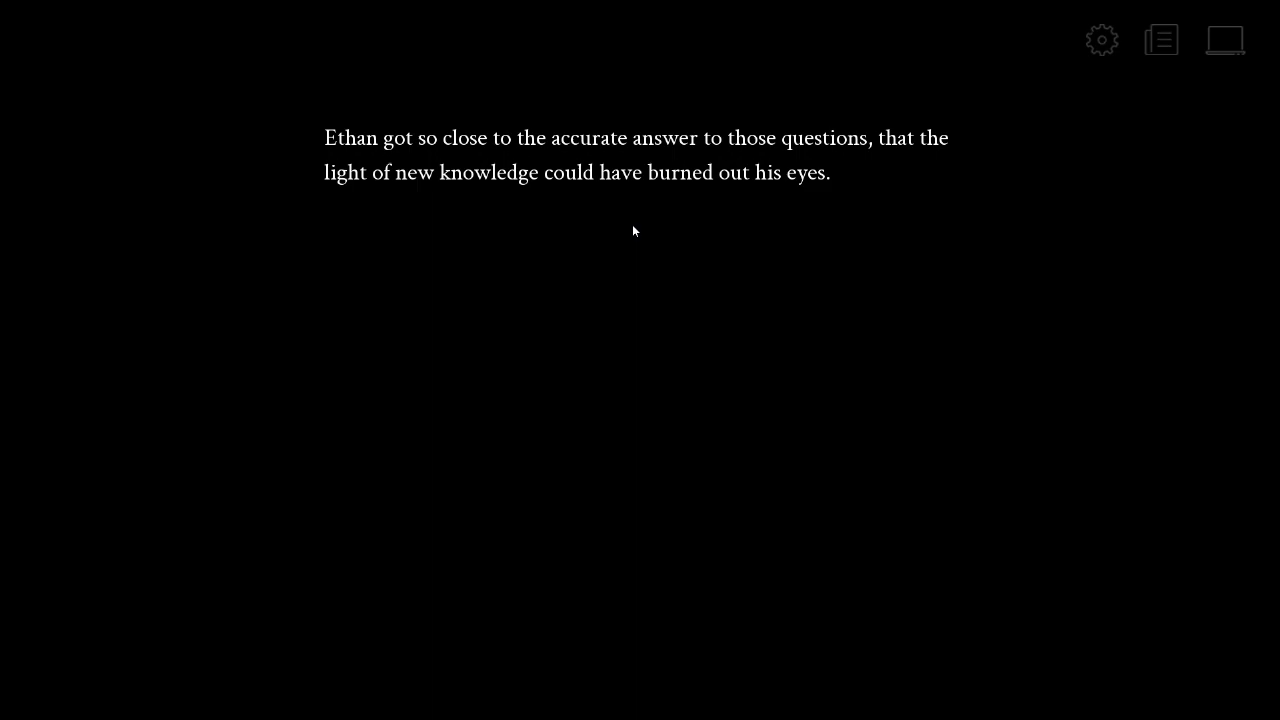 Ethan got so close to the accurate answer to those questions, that the
light of new knowledge could have burned out his eyes.